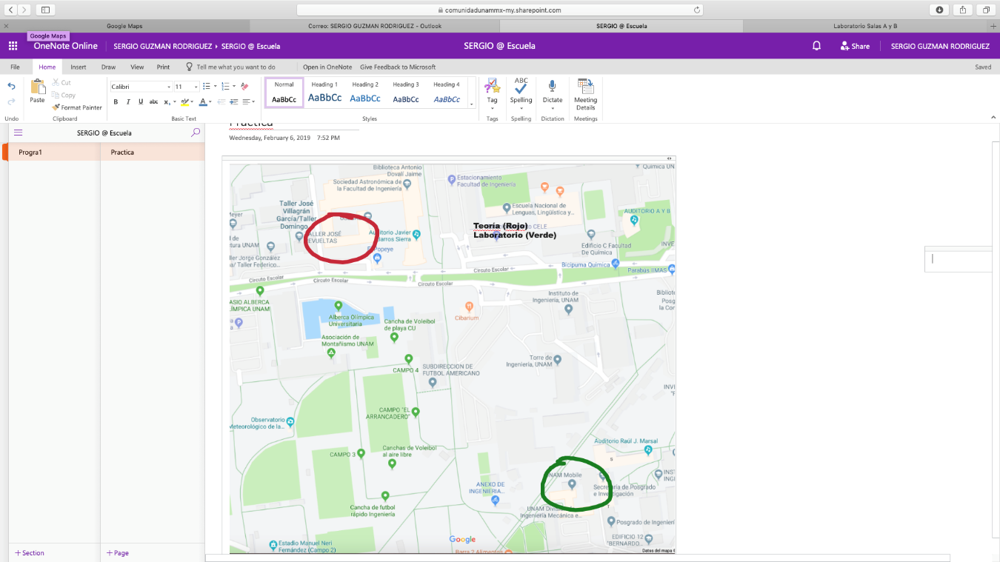 comunidadunammx-my.sharepoint.com
Google Maps
Correo: SERGIO GUZMAN RODRIGUEZ - Outlook
SERGIO @ Escuela
Laboratorio Salas A y B
Google Maps
OneNote Online
SERGIO GUZMAN RODRIGUEZ
SERGIO @ Escuela
SERGIO @ Escuela
Share
SERGIO GUZMAN RODRIGUEZ
File
Home
Insert
Draw
View
Print
Tell me what you want to do
Open in OneNote
Give Feedback to Microsoft
Saved
Undo
Paste
Cut
Copy
Format Painter
Clipboard
Calibri
11
B I U abc
Basic Text
Normal
AaBbCc
Heading 1
AaBbCc
Heading 2
AaBbCc
Heading 3
AaBbCc
Heading 4
AaBbCc
Styles
Tag
Tags
ABC
Spelling
Spelling
Dictate
Dictation
Meeting
Details
Meetings
SERGIO @ Escuela
Progra1
Practica
+ Section
+ Page
Practica
Wednesday, February 6, 2019
7:52 PM
Biblioteca Antonio
Dovalí Jaime
Sociedad Astronómica de
la Facultad de Ingeniería
Estacionamiento
Facultad de Ingeniería
Química UN
Taller José
Villagrán
García/Taller
Domingo
Escuela Nacional de
Lenguas, Lingüística y...
CELE
AUDITORIO A Y B
Meyer
TALLER JOSÉ
REVUELTAS
Auditorio Javier
Barros Sierra
Teoría (Rojo)
Laboratorio (Verde)
d de
tura UNAM
El Popeye
Edificio C Facultad
De Química
INVE
ller Jorge González
na/ Taller Federico...
Bicipuma Química
Parabus IIMAS
Circuito Escolar
Circuito Escolar
Circuito Escolar
Circuito Escolar
ASIO ALBERCA
LÍMPICA UNAM
Alberca Olímpica
Universitaria
Cancha de Voleibol
de playa CU
Cibarium
Instituto de
Ingeniería, UNAM
Bibliote
Posg
la Co
Asociación de
Montañismo UNAM
CAMPO 4
SUBDIRECCION DE
FUTBOL AMERICANO
Torre de
Ingeniería, UNAM
INV
CAMPO "EL
ARRANCADERO"
Observatorio
Meteorológico de la...
CAMPO 3
Canchas de Voleibol
al aire libre
Auditorio Raúl J. Marsal
S
UNAM Mobile
ANEXO DE
INGENIERIA...
Secretaría de Posgrado
e Investigación
INST
INGI
Cancha de futbol
rápido Ingeniería
UNAM División de
Ingeniería Mecánica e...
Posgrado de Ingenierí
Estadio Manuel Neri
Fernández (Campo 2)
Google
Barra 2 Alimentos
EDIFICIO 12
"BERNARDO...
Datos del mapa